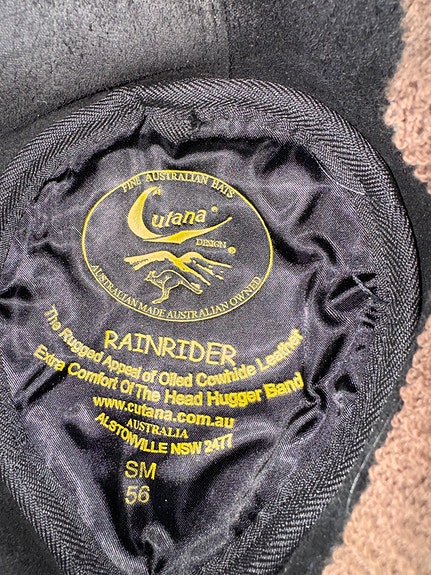 FINE AUSTRALIAN HATS
Cutana®
DESIGN ®
AUSTRALIAN MADE AUSTRALIAN OWNED
RAINRIDER
The Rugged Appeal of Oiled Cowhide Leather
Extra Comfort Of The Head Hugger Band
www.cutana.com.au
AUSTRALIA
ALSTONVILLE NSW 2477
SM
56